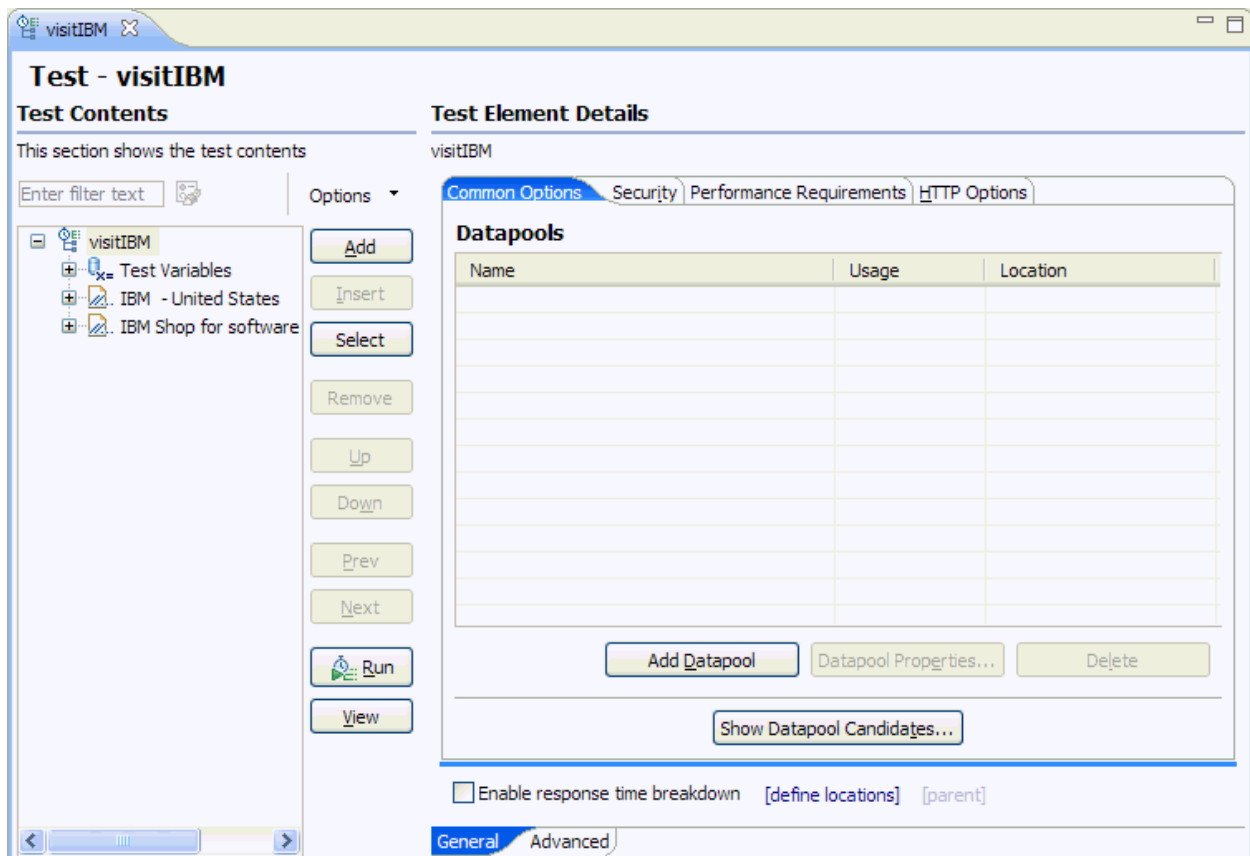 visitIBM
Test - visitIBM
Test Contents
This section shows the test contents
Enter filter text
Options
visitIBM
Test Variables
IBM - United States
IBM Shop for software
Add
Insert
Select
Remove
Up
Down
Prev
Next
Run
View
Test Element Details
visitIBM
Common Options Security Performance Requirements HTTP Options
Datapools
Name Usage Location
Add Datapool Datapool Properties... Delete
Show Datapool Candidates...
Enable response time breakdown [define locations] [parent]
General Advanced